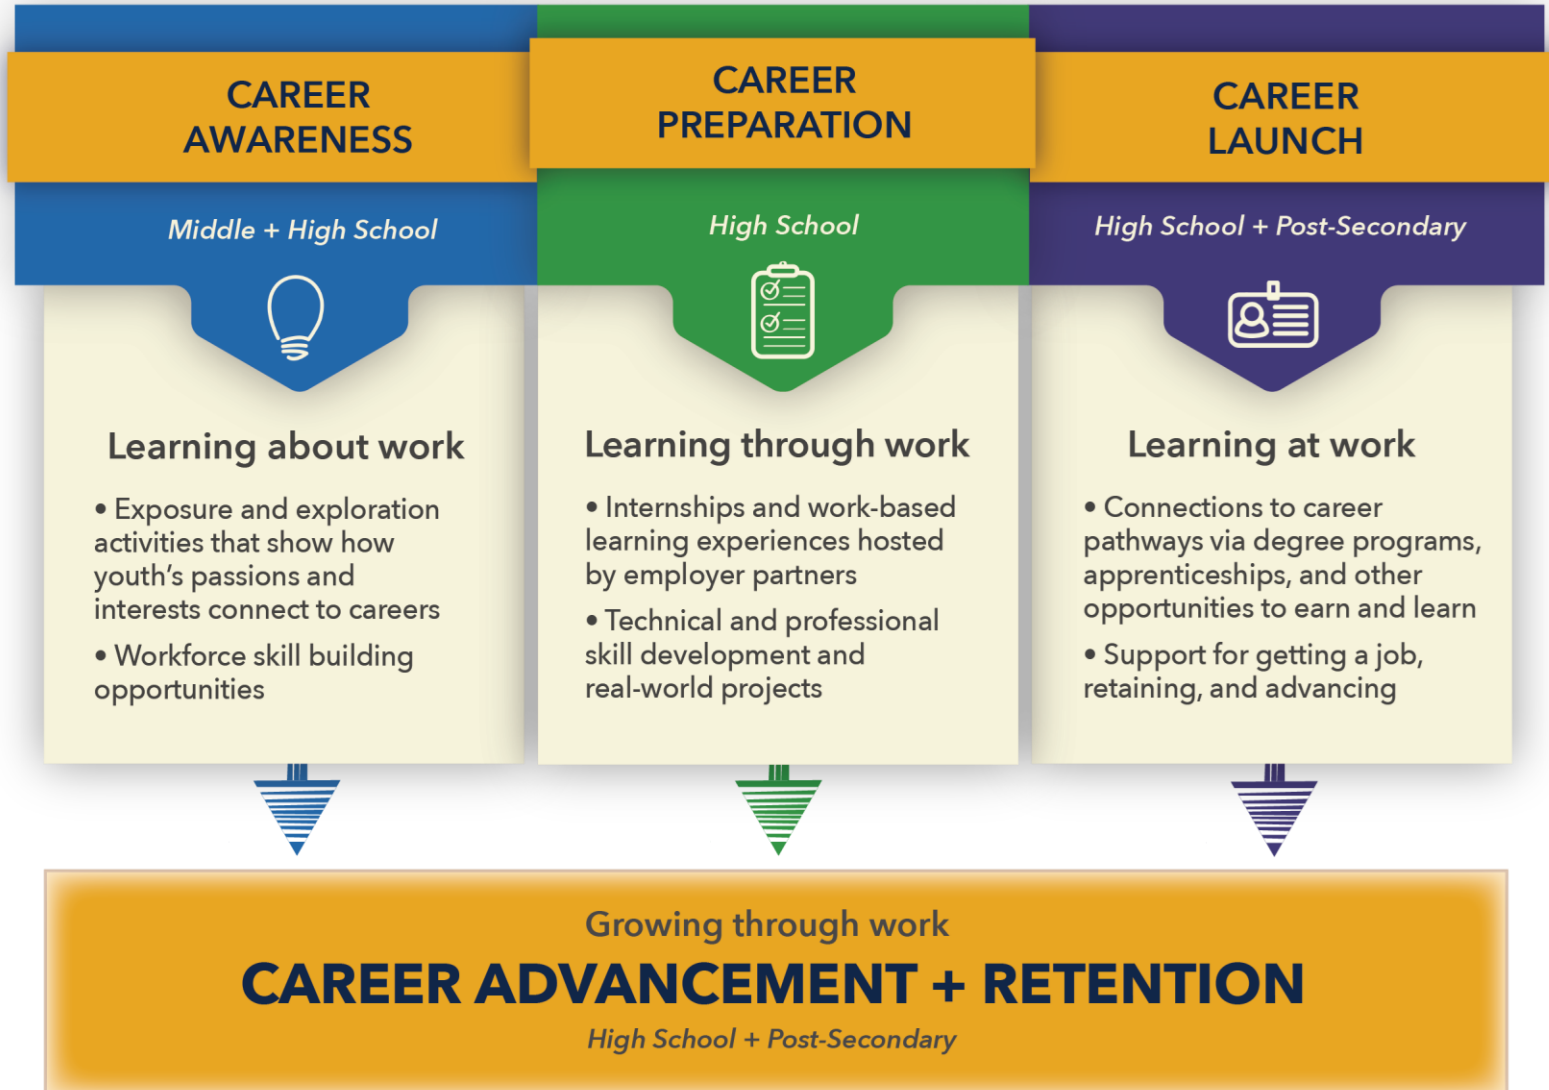 CAREER
AWARENESS
Middle + High School
Learning about work
• Exposure and exploration
activities that show how
youth's passions and
interests connect to careers
• Workforce skill building
opportunities
CAREER
PREPARATION
High School
Learning through work
• Internships and work-based
learning experiences hosted
by employer partners
• Technical and professional
skill development and
real-world projects
CAREER
LAUNCH
High School + Post-Secondary
Learning at work
• Connections to career
pathways via degree programs,
apprenticeships, and other
opportunities to earn and learn
• Support for getting a job,
retaining, and advancing
Growing through work
CAREER ADVANCEMENT + RETENTION
High School + Post-Secondary